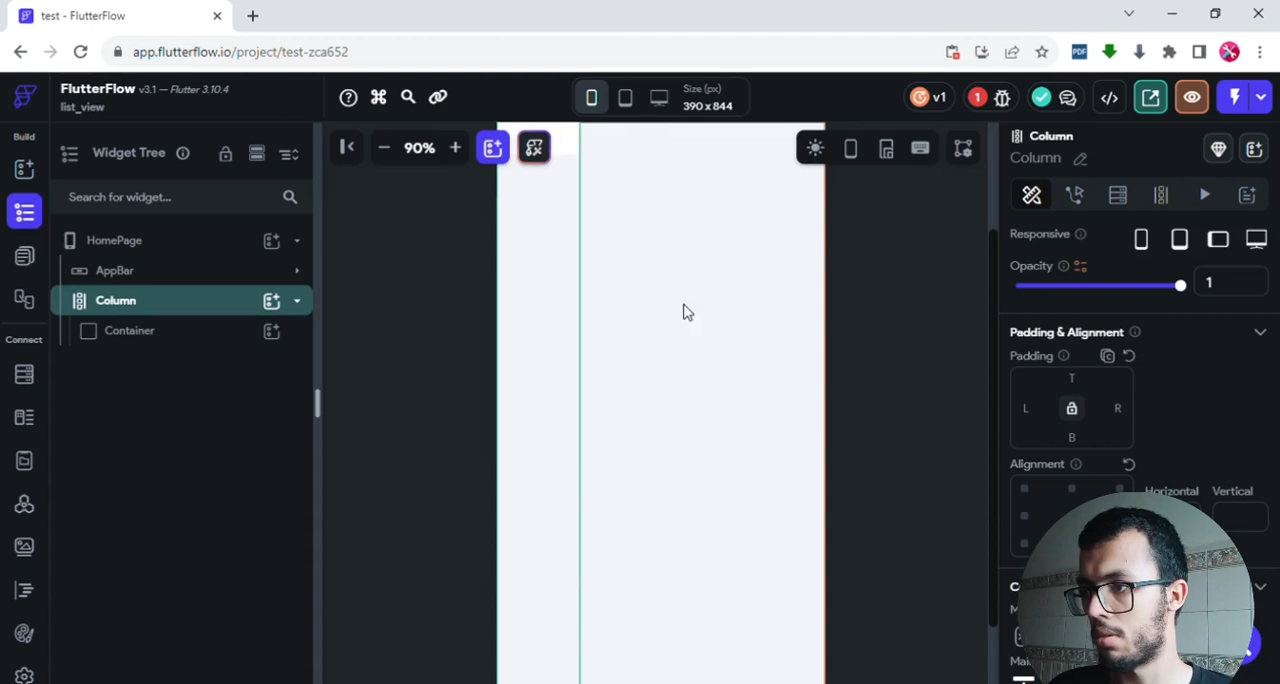 test - FlutterFlow
app.flutterflow.io/project/test-zca652
PDF
FlutterFlow v3.1 – Flutter 3.10.4
list_view
Size (px)
390 x 844
v1
1
Build
Widget Tree
90%
Column
Column
Search for widget...
HomePage
AppBar
Column
Container
Connect
Responsive
Opacity
1
Padding & Alignment
Padding
T
L
R
B
Alignment
Horizontal
Vertical